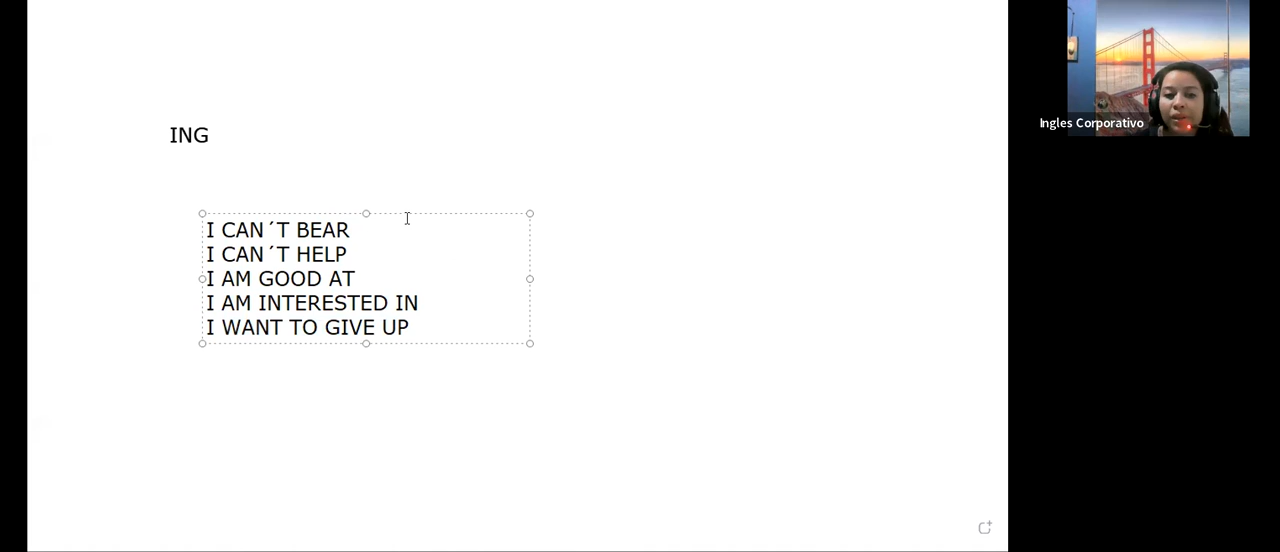 ING
I CAN´T BEAR
I CAN´T HELP
I AM GOOD AT
I AM INTERESTED IN
I WANT TO GIVE UP
Ingles Corporativo